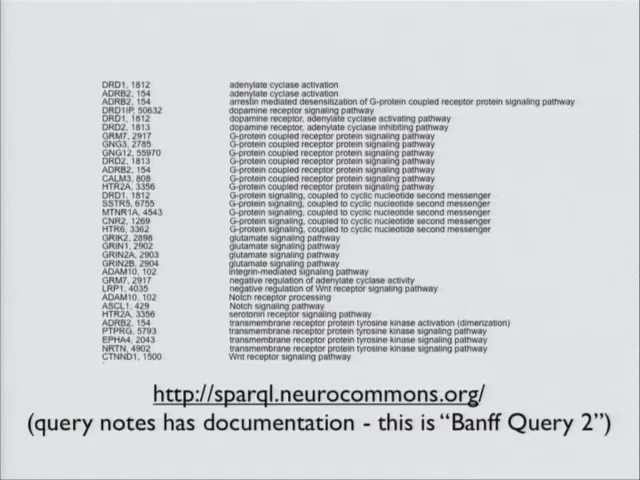 DRD1, 1812 adenylate cyclase activation
ADRB2, 154 adenylate cyclase activation
ADRB2, 154 arrestin mediated desensitization of G-protein coupled receptor protein signaling pathway
DRD1IP, 50632 dopamine receptor signaling pathway
DRD1, 1812 dopamine receptor, adenylate cyclase activating pathway
DRD2, 1813 dopamine receptor, adenylate cyclase inhibiting pathway
GRM7, 2917 G-protein coupled receptor protein signaling pathway
GNG3, 2785 G-protein coupled receptor protein signaling pathway
GNG12, 55970 G-protein coupled receptor protein signaling pathway
DRD2, 1813 G-protein coupled receptor protein signaling pathway
ADRB2, 154 G-protein coupled receptor protein signaling pathway
CALM3, 808 G-protein coupled receptor protein signaling pathway
HTR2A, 3356 G-protein coupled receptor protein signaling pathway
DRD1, 1812 G-protein signaling, coupled to cyclic nucleotide second messenger
SSTR5, 6755 G-protein signaling, coupled to cyclic nucleotide second messenger
MTNR1A, 4543 G-protein signaling, coupled to cyclic nucleotide second messenger
CNR2, 1269 G-protein signaling, coupled to cyclic nucleotide second messenger
HTR6, 3362 G-protein signaling, coupled to cyclic nucleotide second messenger
GRIK2, 2898 glutamate signaling pathway
GRIN1, 2902 glutamate signaling pathway
GRIN2A, 2903 glutamate signaling pathway
GRIN2B, 2904 glutamate signaling pathway
ADAM10, 102 integrin-mediated signaling pathway
GRM7, 2917 negative regulation of adenylate cyclase activity
LRP1, 4035 negative regulation of Wnt receptor signaling pathway
ADAM10, 102 Notch receptor processing
ASCL1, 429 Notch signaling pathway
HTR2A, 3356 serotonin receptor signaling pathway
ADRB2, 154 transmembrane receptor protein tyrosine kinase activation (dimerization)
PTPRG, 5793 transmembrane receptor protein tyrosine kinase signaling pathway
EPHA4, 2043 transmembrane receptor protein tyrosine kinase signaling pathway
NRTN, 4902 transmembrane receptor protein tyrosine kinase signaling pathway
CTNND1, 1500 Wnt receptor signaling pathway
http://sparql.neurocommons.org/
(query notes has documentation - this is “Banff Query 2”)